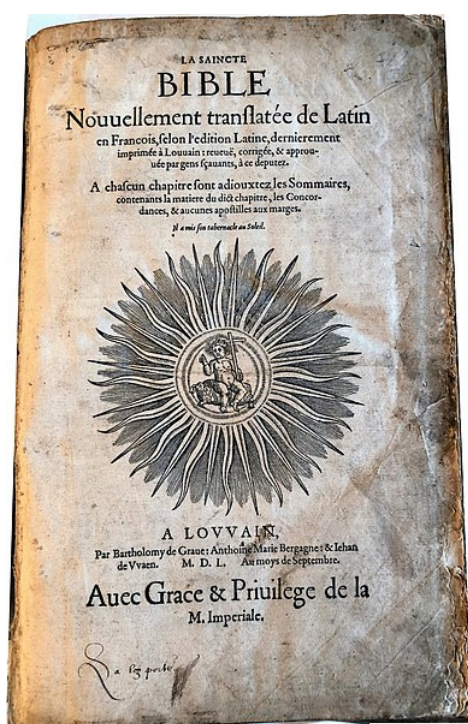 LA SAINCTE
BIBLE
Nouuellement tranſlatée de Latin
en Francois, ſelon l'edition Latine, dernierement
imprimée à Louuain: reueuë, corrigée, & approu-
uée par gens ſçauants, à ce deputez.
A chaſcun chapitre ſont adiouxtez les Sommaires,
contenants la matiere du dict chapitre, les Concor-
dances, & aucunes apoſtilles aux marges.
Il a mis ſon tabernacle au Soleil.
A LOVVAIN,
Par Bartholomy de Graue: Anthoine Marie Bergagne: & Iehan
de VVaen. M. D. L. Au moys de Septembre.
Auec Grace & Priuilege de la
M. Imperiale.